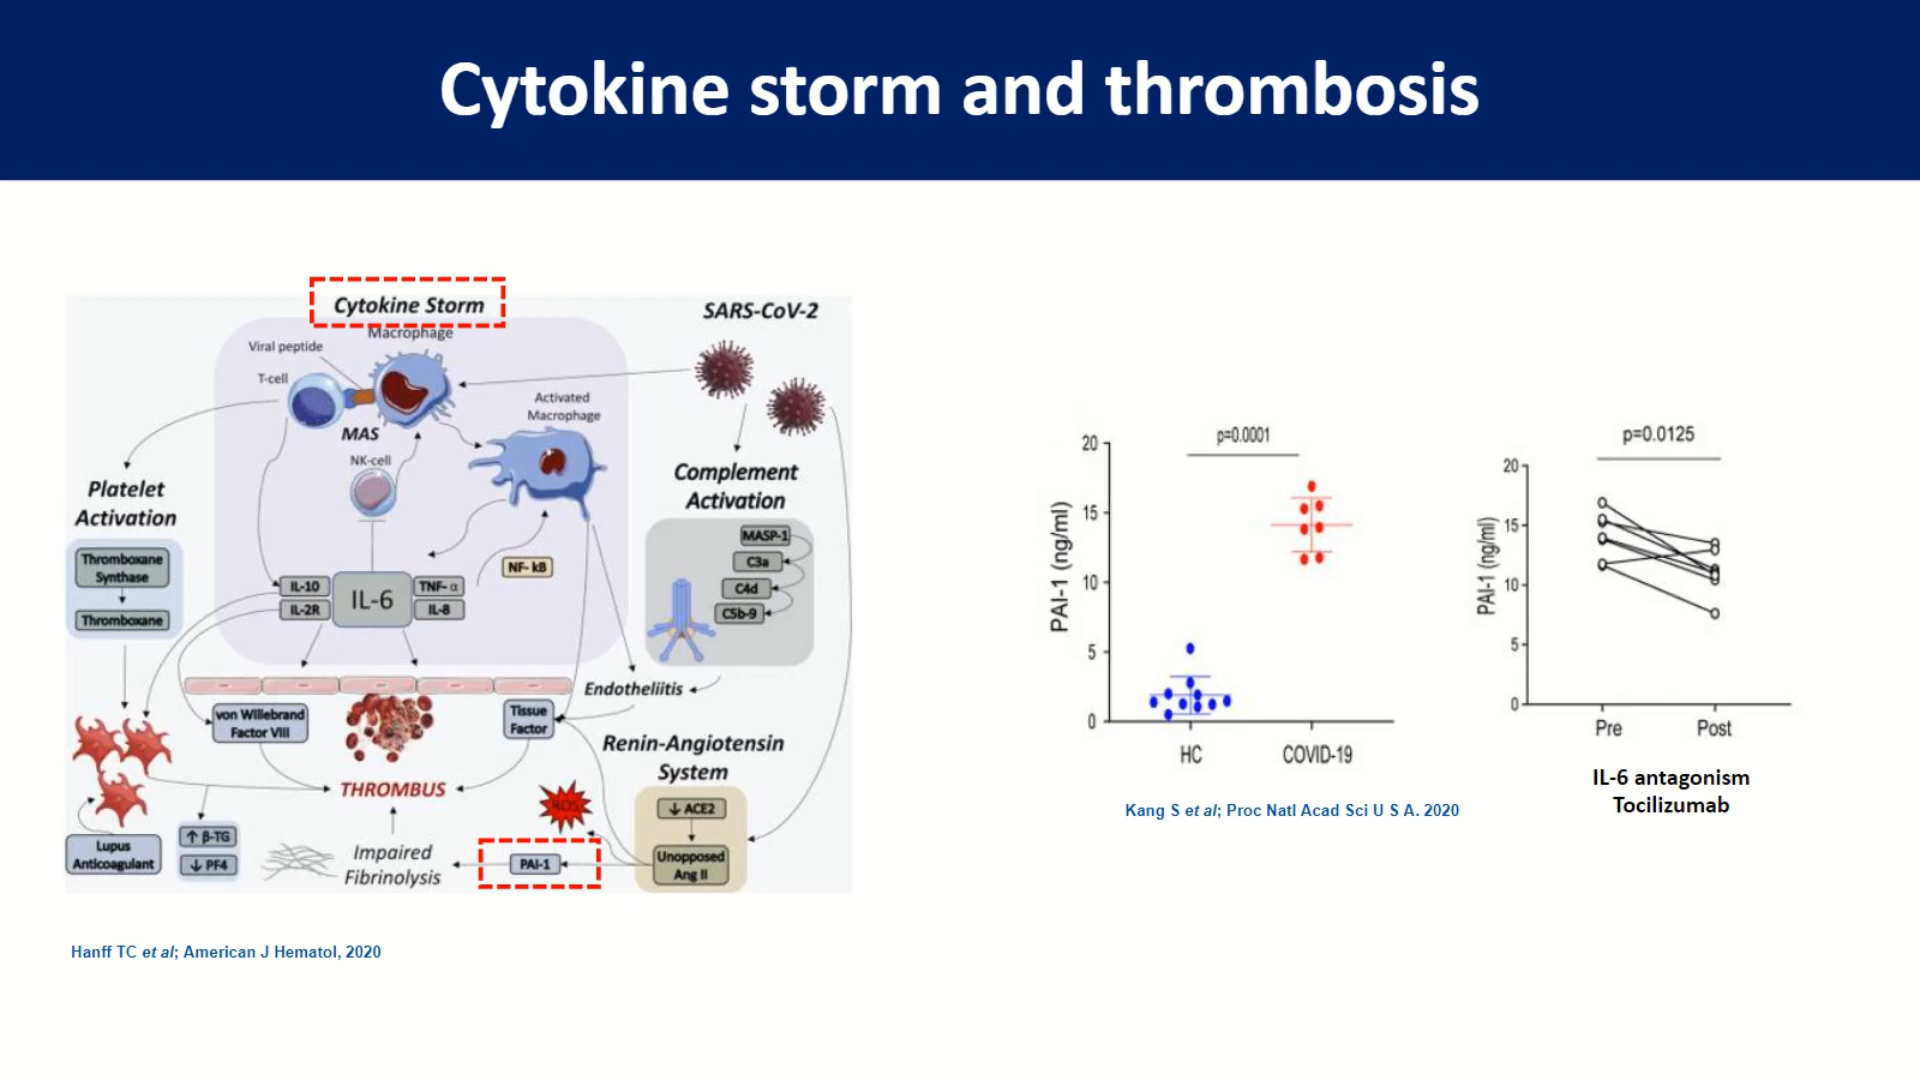 Cytokine storm and thrombosis
Cytokine Storm
Macrophage
Viral peptide
T-cell
MAS
NK-cell
Activated
Macrophage
SARS-CoV-2
Platelet
Activation
Thromboxane
Synthase
Thromboxane
IL-10
IL-2R
IL-6
TNF- α
IL-8
NF- kB
Complement
Activation
MASP-1
C3a
C4d
C5b-9
Endotheliitis
von Willebrand
Factor VIII
Tissue
Factor
THROMBUS
Renin-Angiotensin
System
↓ ACE2
Unopposed
Ang II
ROS
PAI-1
Impaired
Fibrinolysis
Lupus
Anticoagulant
↑ β-TG
↓ PF4
Hanff TC et al; American J Hematol, 2020
p=0.0001
PAI-1 (ng/ml)
20
15
10
5
0
HC
COVID-19
Kang S et al; Proc Natl Acad Sci U S A. 2020
p=0.0125
PAI-1 (ng/ml)
20
15
10
5
0
Pre
Post
IL-6 antagonism
Tocilizumab